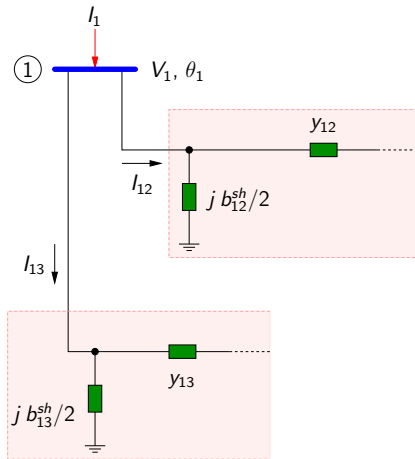 I₁
1
V₁, θ₁
y₁₂
I₁₂
j b₁₂ˢʰ/2
I₁₃
y₁₃
j b₁₃ˢʰ/2